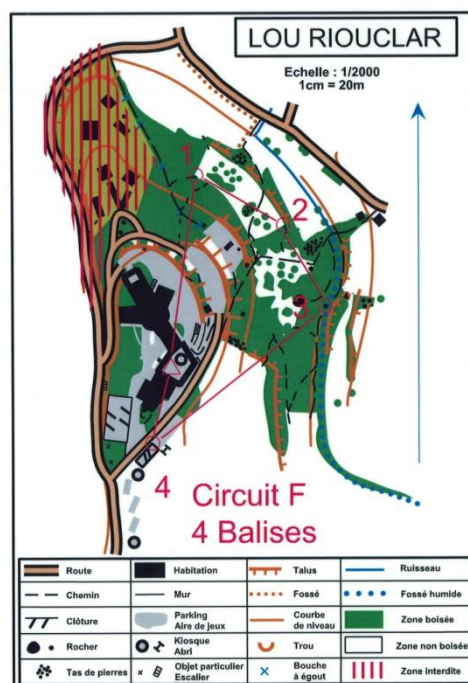 LOU RIOUCLAR
Echelle : 1/2000
1cm = 20m
1
2
3
4
Circuit F
4 Balises
Route
Habitation
Talus
Ruisseau
Chemin
Mur
Fossé
Fossé humide
Clôture
Parking
Aire de jeux
Courbe
de niveau
Zone boisée
Rocher
Kiosque
Abri
Trou
Zone non boisée
Tas de pierres
Objet particulier
Escalier
Bouche
à égout
Zone interdite